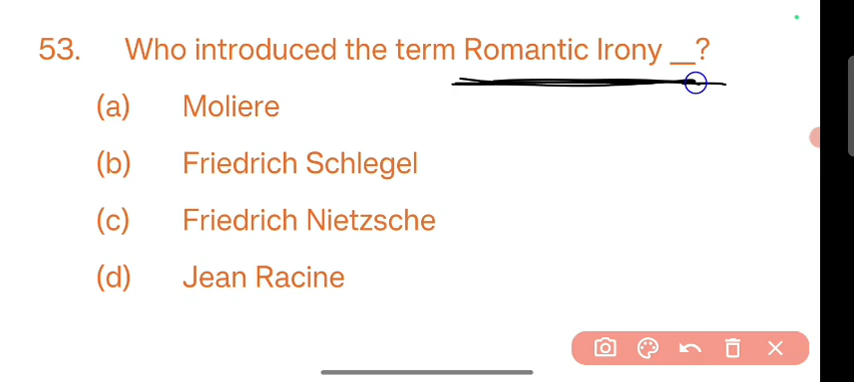 53. Who introduced the term Romantic Irony __?
(a) Moliere
(b) Friedrich Schlegel
(c) Friedrich Nietzsche
(d) Jean Racine